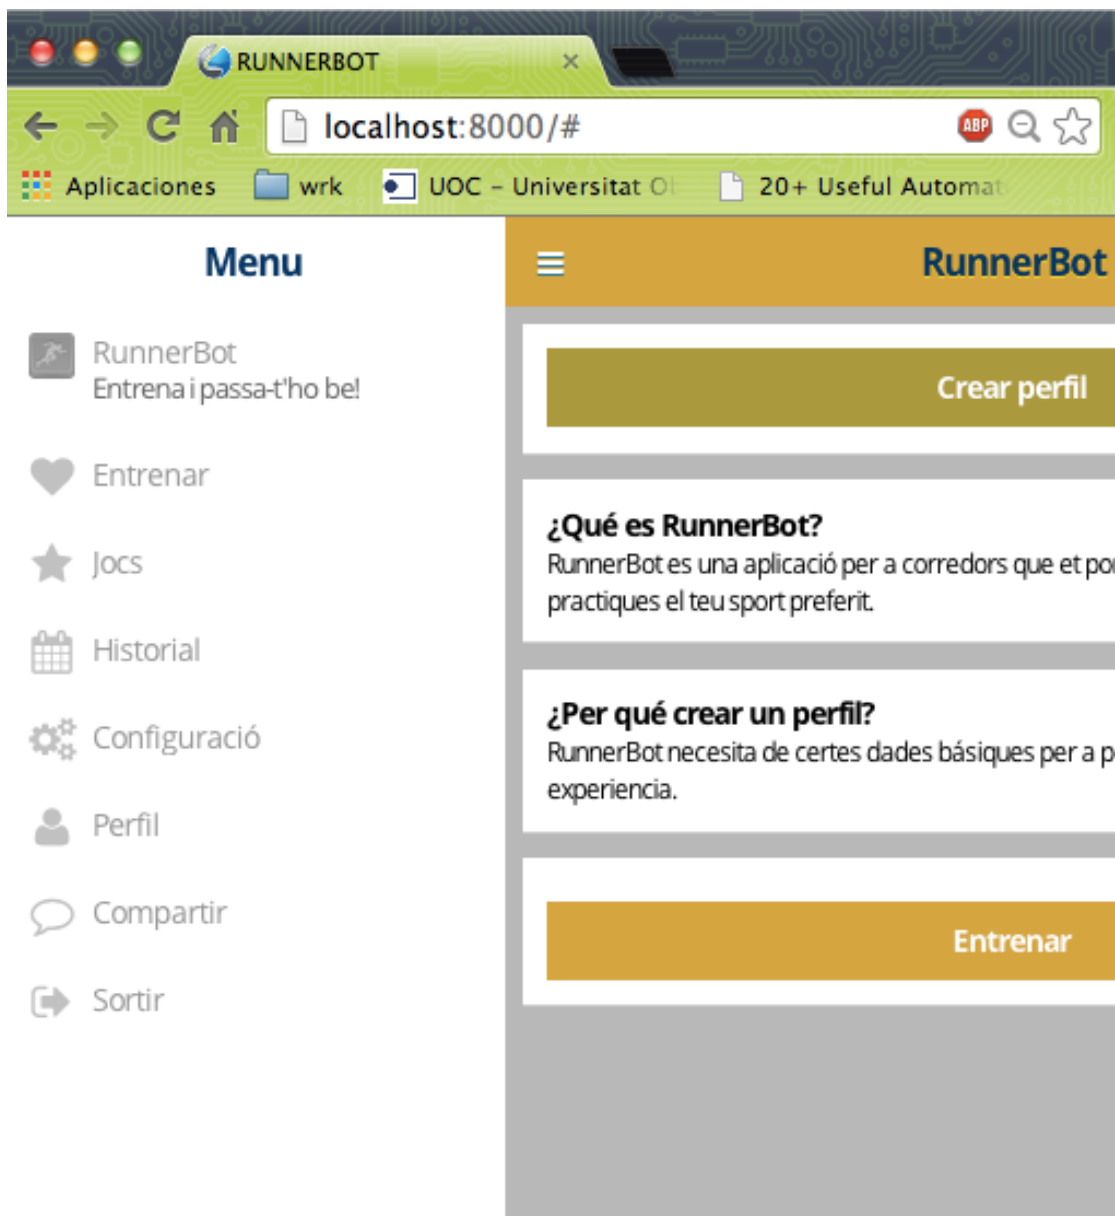 RUNNERBOT
localhost:8000/#
ABP
Aplicaciones wrk UOC – Universitat 20+ Useful
Menu
RunnerBot
Entrena i passa-t'ho be!
Entrenar
Jocs
Historial
Configuració
Perfil
Compartir
Sortir
RunnerBot
Crear perfil
¿Qué es RunnerBot?
RunnerBot es una aplicació per a corredors que et
practiques el teu sport preferit.
¿Per qué crear un perfil?
RunnerBot necesita de certes dades básiques per a
experiencia.
Entrenar